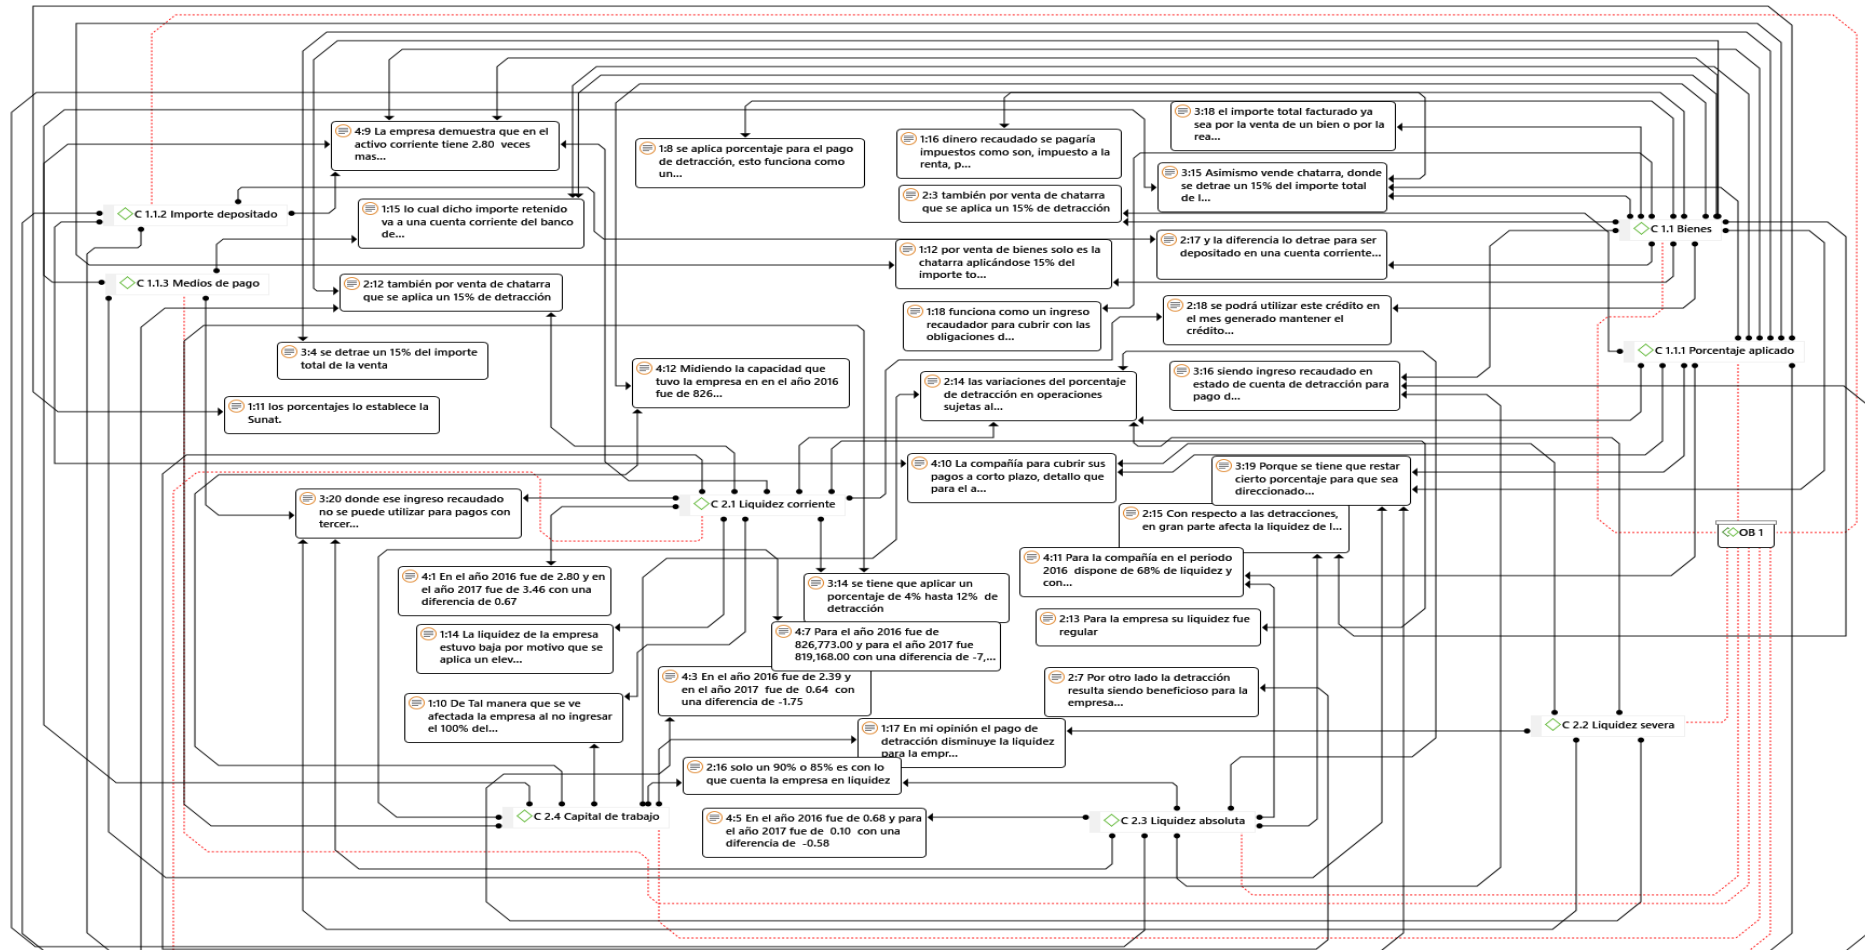 3:18 el importe total facturado ya
sea por la venta de un bien o por la
rea...
4:9 La empresa demuestra que en el
activo corriente tiene 2.80  veces
mas...
1:8 se aplica porcentaje para el pago
de detracción, esto funciona como
un...
1:16 dinero recaudado se pagaría
impuestos como son, impuesto a la
renta, p...
3:15 Asimismo vende chatarra, donde
se detrae un 15% del importe total
de l...
2:3 también por venta de chatarra
que se aplica un 15% de detracción
C 1.1.2 Importe depositado
1:15 lo cual dicho importe retenido
va a una cuenta corriente del banco
de...
C 1.1 Bienes
2:17 y la diferencia lo detrae para ser
depositado en una cuenta corriente...
1:12 por venta de bienes solo es la
chatarra aplicándose 15% del
importe to...
C 1.1.3 Medios de pago
2:12 también por venta de chatarra
que se aplica un 15% de detracción
1:18 funciona como un ingreso
recaudador para cubrir con las
obligaciones d...
2:18 se podrá utilizar este crédito en
el mes generado mantener el
crédito...
3:4 se detrae un 15% del importe
total de la venta
C 1.1.1 Porcentaje aplicado
4:12 Midiendo la capacidad que
tuvo la empresa en en el año 2016
fue de 826...
2:14 las variaciones del porcentaje
de detracción en operaciones
sujetas al...
3:16 siendo ingreso recaudado en
estado de cuenta de detracción para
pago d...
1:11 los porcentajes lo establece la
Sunat.
4:10 La compañía para cubrir sus
pagos a corto plazo, detallo que
para el a...
3:19 Porque se tiene que restar
cierto porcentaje para que sea
direccionado...
3:20 donde ese ingreso recaudado
no se puede utilizar para pagos con
tercer...
C 2.1 Liquidez corriente
2:15 Con respecto a las detracciones,
en gran parte afecta la liquidez de l...
OB 1
4:11 Para la compañía en el periodo
2016  dispone de 68% de liquidez y
con...
4:1 En el año 2016 fue de 2.80 y en
el año 2017 fue de 3.46 con una
diferencia de 0.67
3:14 se tiene que aplicar un
porcentaje de 4% hasta 12%  de
detracción
2:13 Para la empresa su liquidez fue
regular
1:14 La liquidez de la empresa
estuvo baja por motivo que se
aplica un elev...
4:7 Para el año 2016 fue de
826,773.00 y para el año 2017 fue
819,168.00 con una diferencia de -7,...
4:3 En el año 2016 fue de 2.39 y
en el año 2017  fue de  0.64  con
una diferencia de -1.75
2:7 Por otro lado la detracción
resulta siendo beneficioso para la
empresa...
1:10 De Tal manera que se ve
afectada la empresa al no ingresar
el 100% del...
1:17 En mi opinión el pago de
detracción disminuye la liquidez
para la empr...
C 2.2 Liquidez severa
2:16 solo un 90% o 85% es con lo
que cuenta la empresa en liquidez
C 2.4 Capital de trabajo
4:5 En el año 2016 fue de 0.68 y para
el año 2017 fue de  0.10  con una
diferencia de  -0.58
C 2.3 Liquidez absoluta